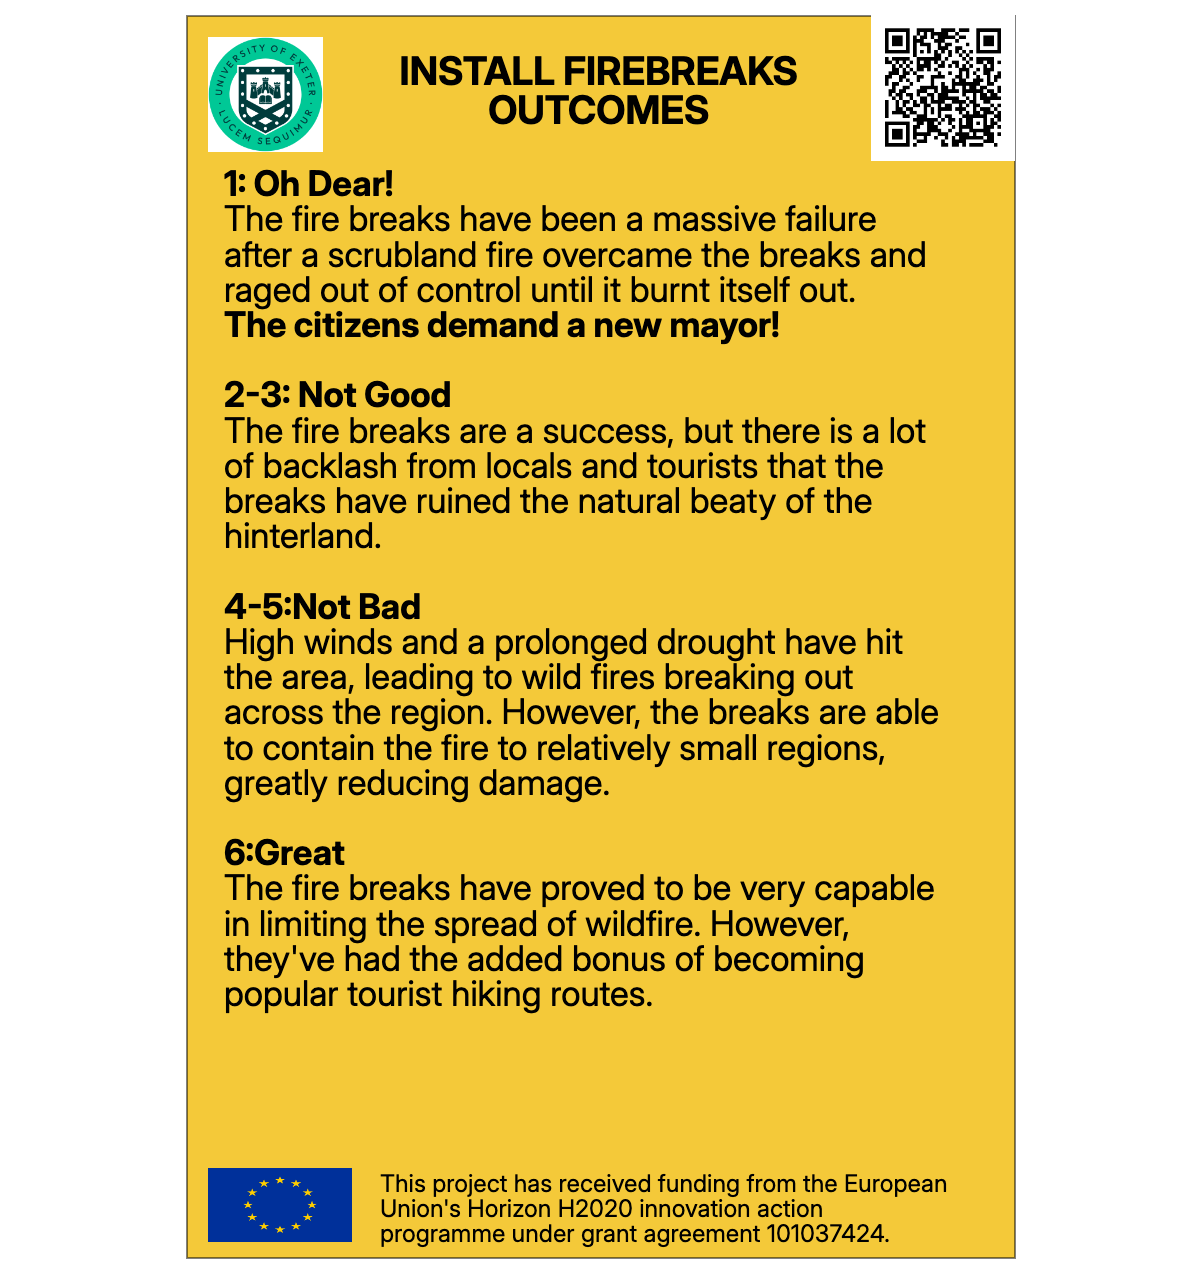 UNIVERSITY OF EXETER
LUCEM SEQUIMUR
INSTALL FIREBREAKS
OUTCOMES
1: Oh Dear!
The fire breaks have been a massive failure
after a scrubland fire overcame the breaks and
raged out of control until it burnt itself out.
The citizens demand a new mayor!
2-3: Not Good
The fire breaks are a success, but there is a lot
of backlash from locals and tourists that the
breaks have ruined the natural beaty of the
hinterland.
4-5:Not Bad
High winds and a prolonged drought have hit
the area, leading to wild fires breaking out
across the region. However, the breaks are able
to contain the fire to relatively small regions,
greatly reducing damage.
6:Great
The fire breaks have proved to be very capable
in limiting the spread of wildfire. However,
they've had the added bonus of becoming
popular tourist hiking routes.
This project has received funding from the European
Union's Horizon H2020 innovation action
programme under grant agreement 101037424.